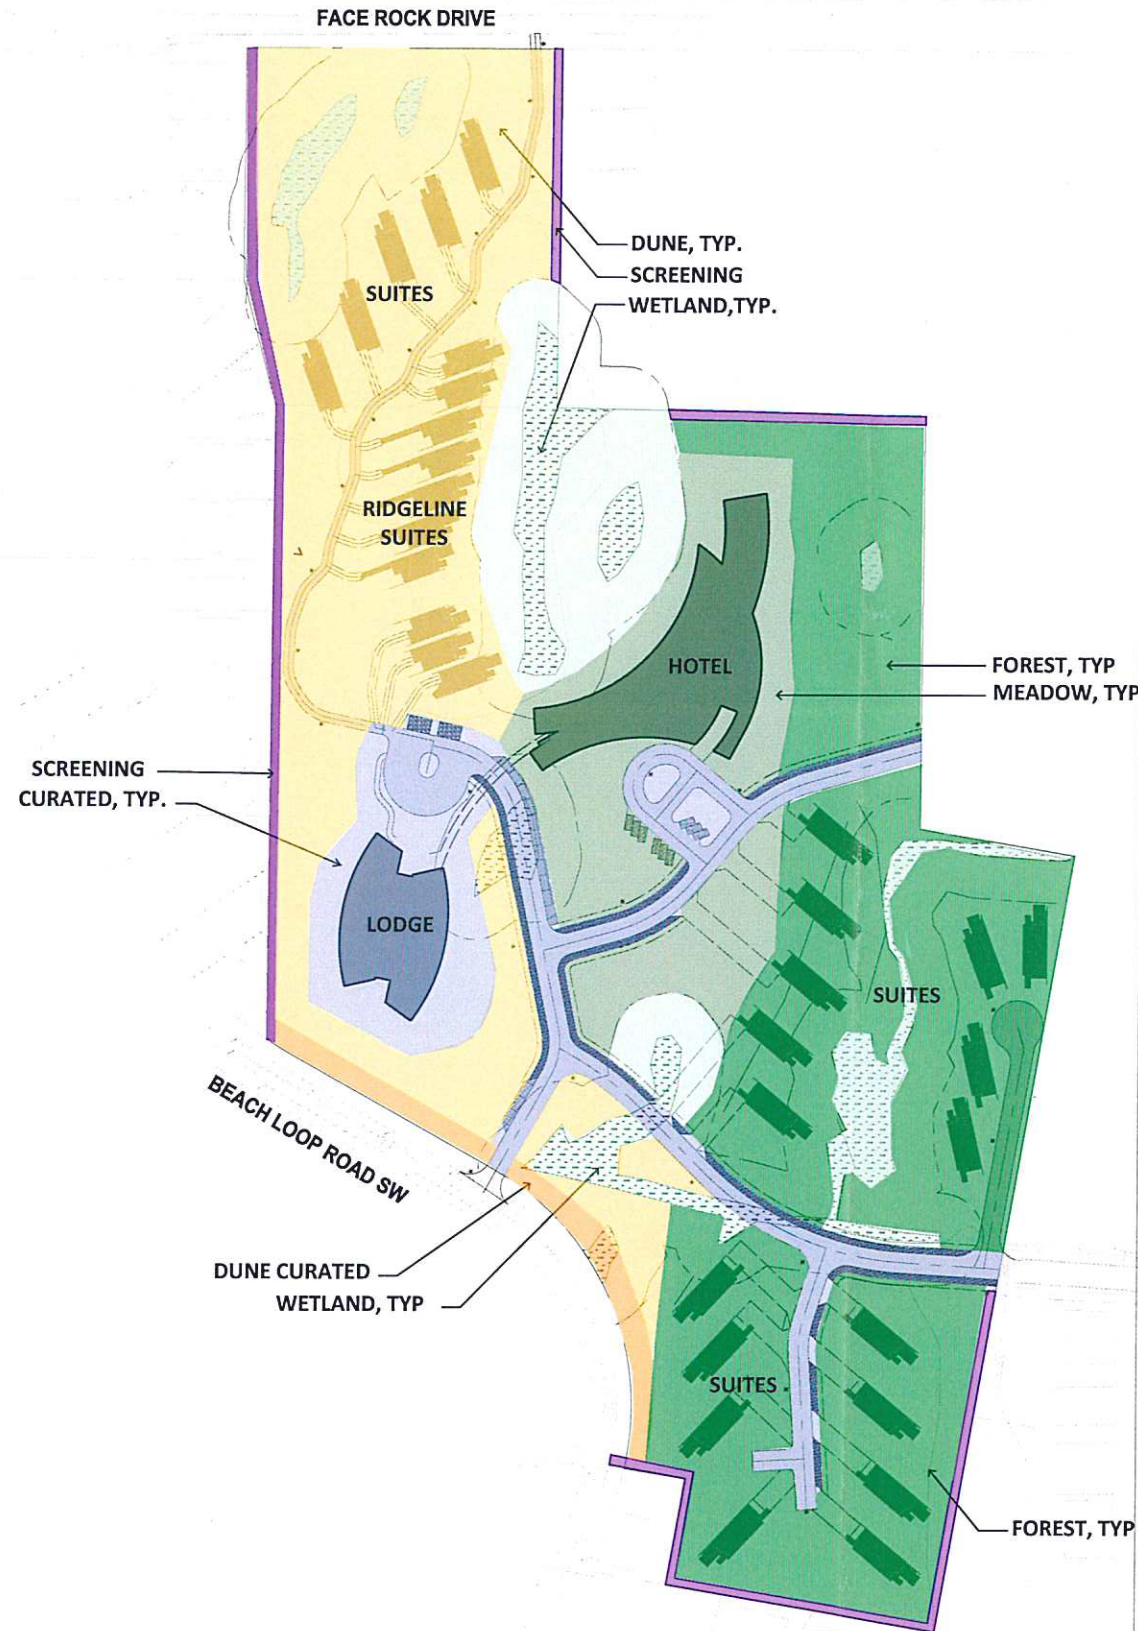 FACE ROCK DRIVE
DUNE, TYP.
SCREENING
WETLAND,TYP.
SUITES
RIDGELINE
SUITES
HOTEL
FOREST, TYP
MEADOW, TYP
SCREENING
CURATED, TYP.
LODGE
SUITES
BEACH LOOP ROAD SW
DUNE CURATED
WETLAND, TYP
SUITES
FOREST, TYP